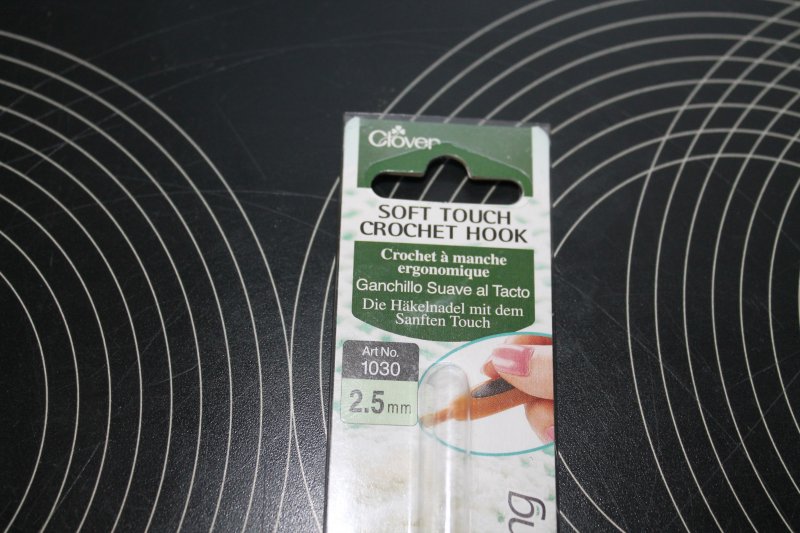 Clover
SOFT TOUCH
CROCHET HOOK
Crochet à manche
ergonomique
Ganchillo Suave al Tacto
Die Häkelnadel mit dem
Sanften Touch
Art No.
1030
2.5mm
ng